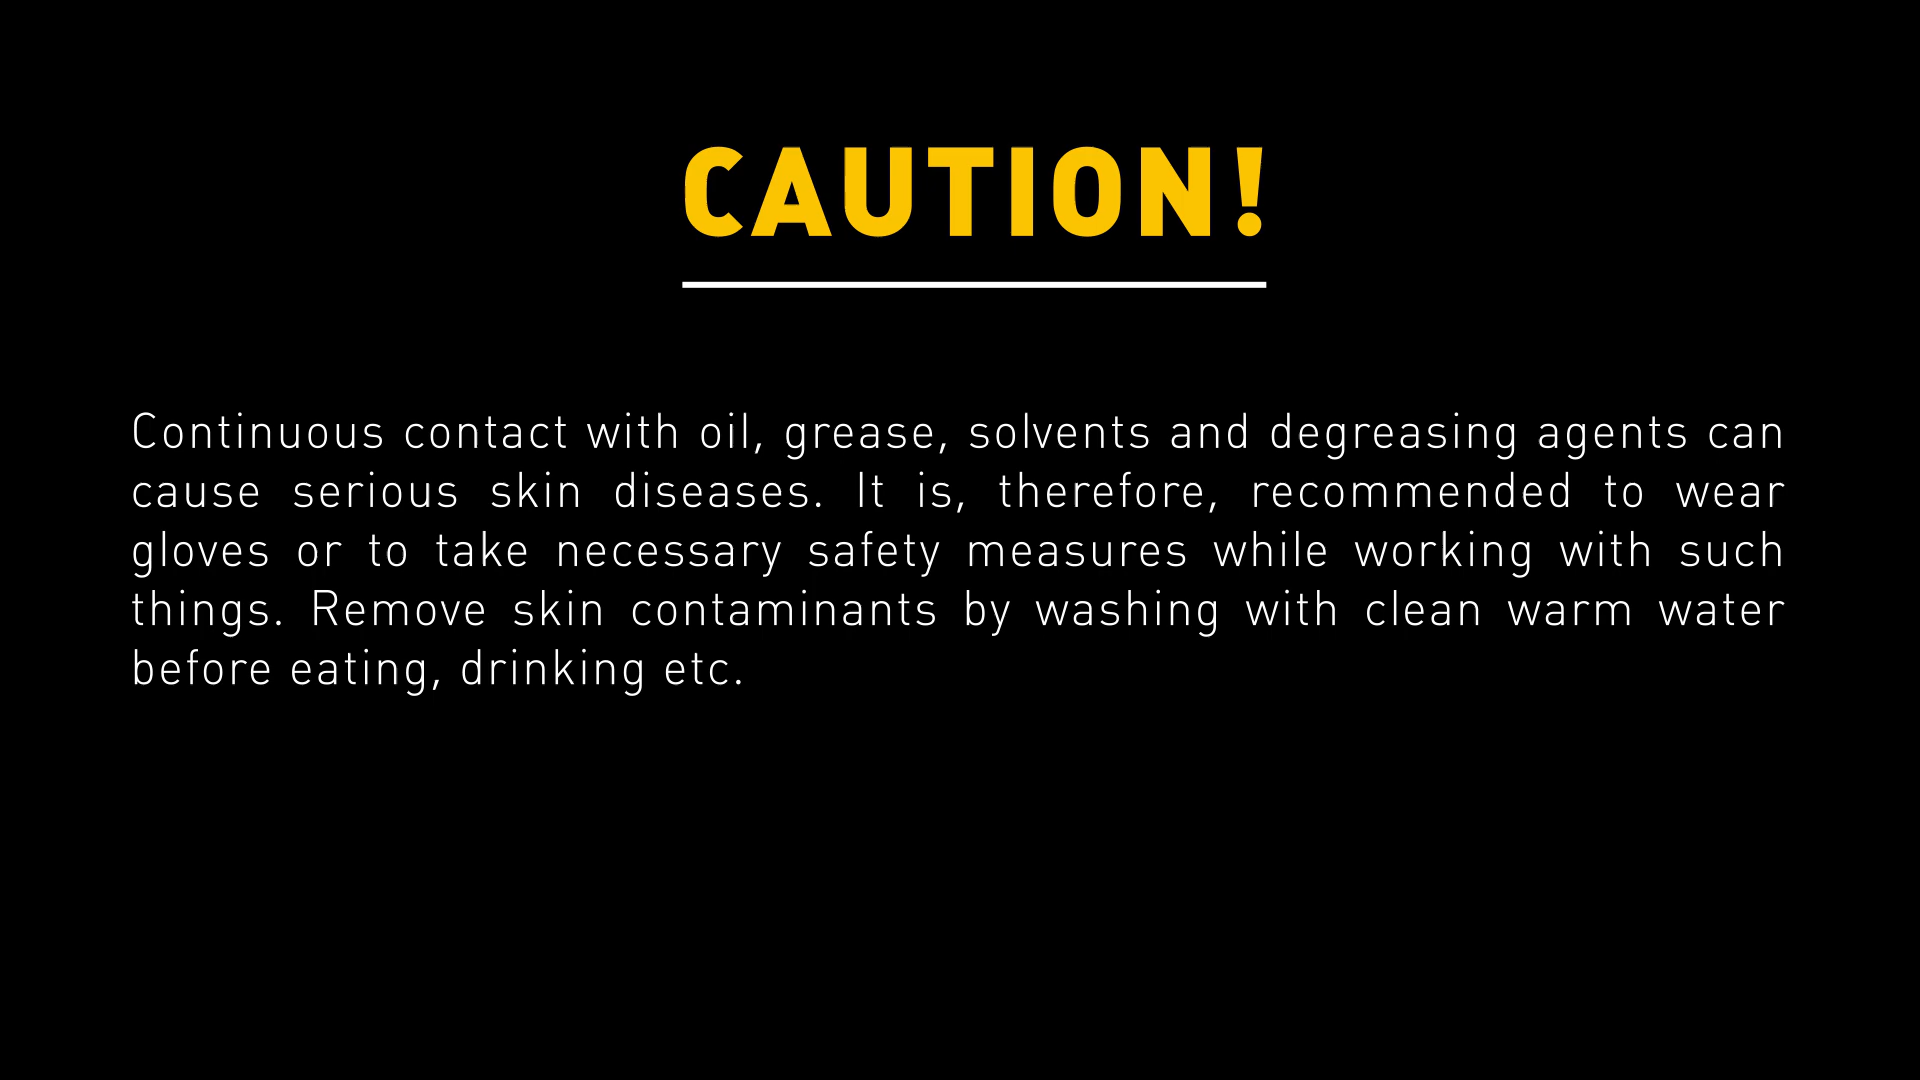 CAUTION!
Continuous contact with oil, grease, solvents and degreasing agents can
cause serious skin diseases. It is, therefore, recommended to wear
gloves or to take necessary safety measures while working with such
things. Remove skin contaminants by washing with clean warm water
before eating, drinking etc.